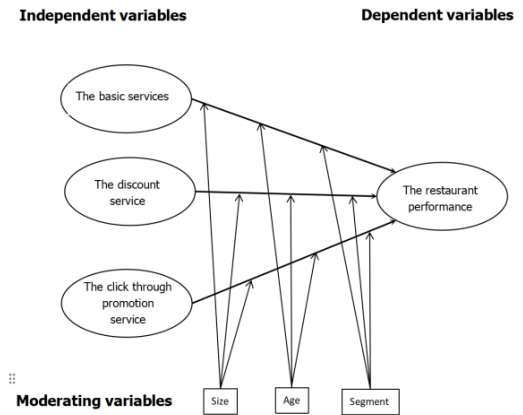 Independent variables
Dependent variables
The basic services
The discount
service
The restaurant
performance
The click through
promotion
service
Moderating variables
Size
Age
Segment